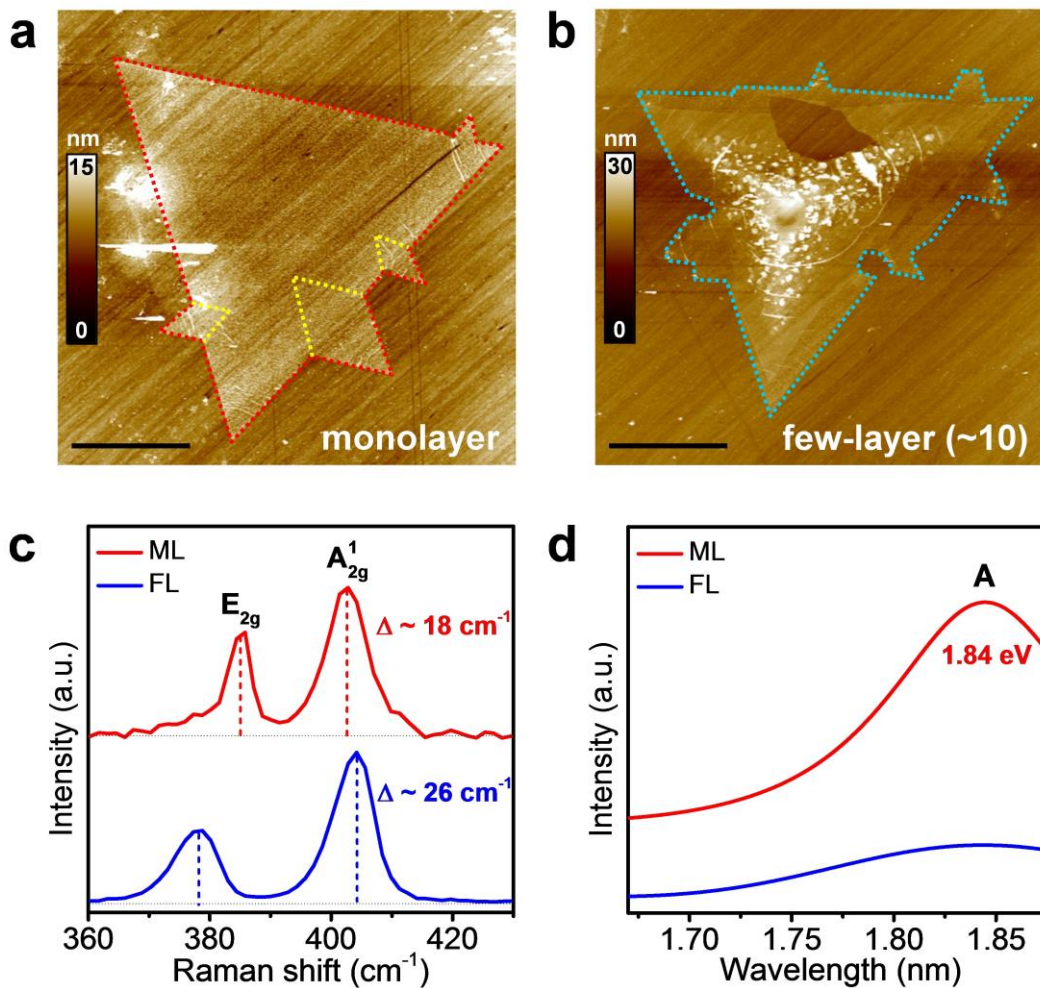 a
nm
15
0
monolayer
b
nm
30
0
few-layer (~10)
c
ML
FL
E2g
A12g
Δ ~ 18 cm-1
Δ ~ 26 cm-1
Intensity (a.u.)
360 380 400 420
Raman shift (cm-1)
d
ML
FL
A
1.84 eV
Intensity (a.u.)
1.70 1.75 1.80 1.85
Wavelength (nm)